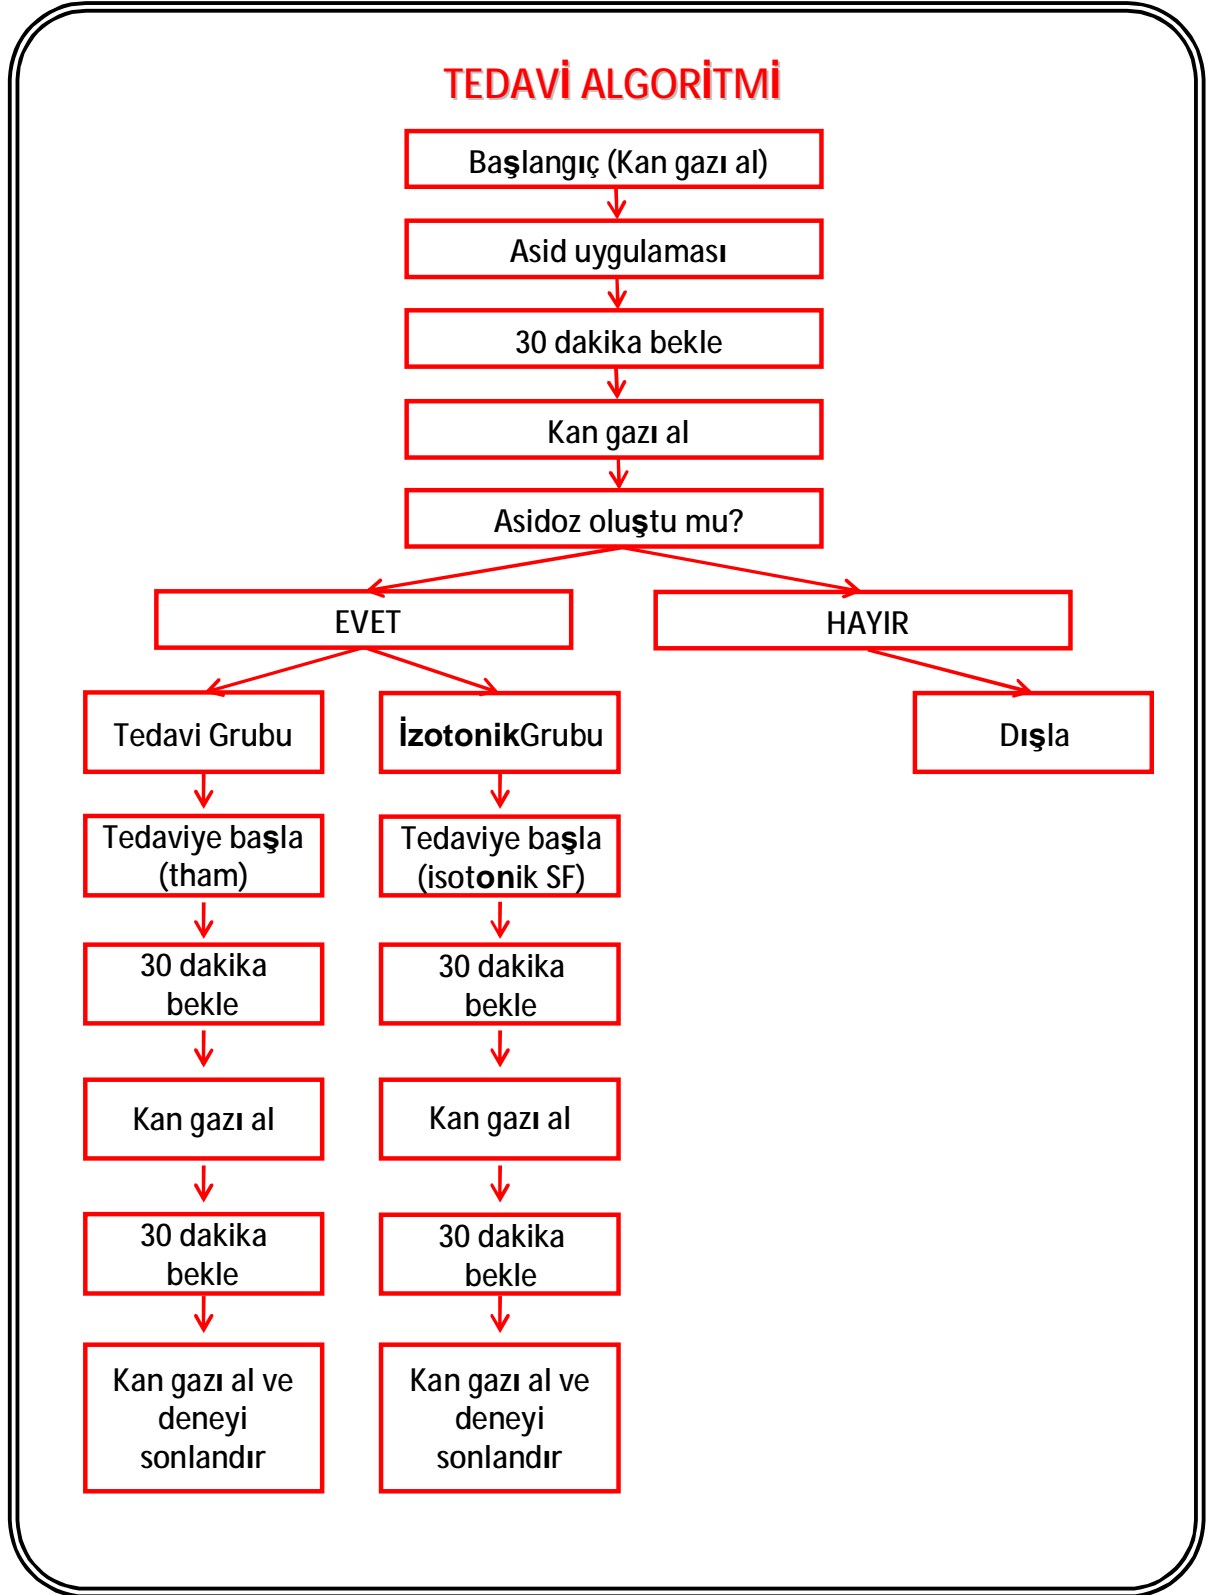 TEDAVİ ALGORİTMİ
Başlangıç (Kan gazı al)
Asid uygulaması
30 dakika bekle
Kan gazı al
Asidoz oluştu mu?
EVET
HAYIR
Tedavi Grubu
İzotonikGrubu
Dışla
Tedaviye başla
(tham)
Tedaviye başla
(isotonik SF)
30 dakika
bekle
30 dakika
bekle
Kan gazı al
Kan gazı al
30 dakika
bekle
30 dakika
bekle
Kan gazı al ve
deneyi
sonlandır
Kan gazı al ve
deneyi
sonlandır